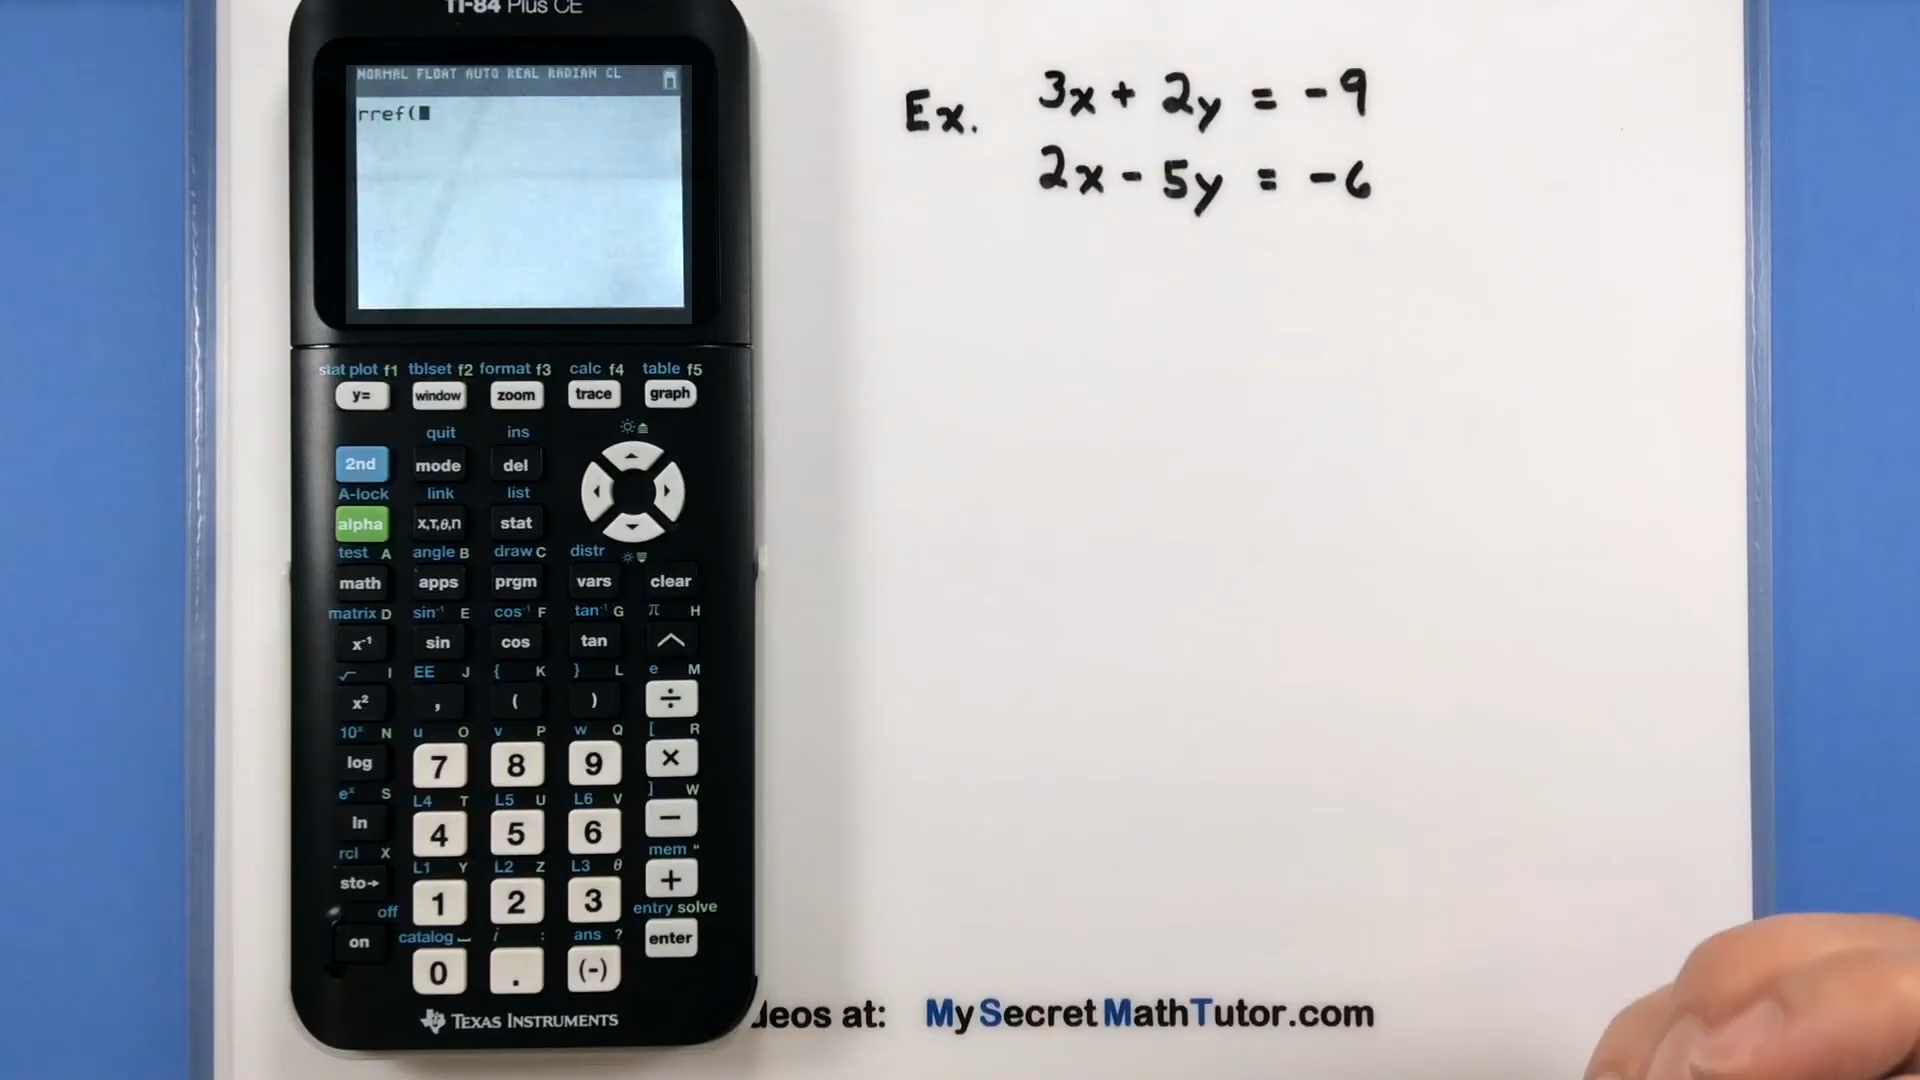 TI-84 Plus CE
NORMAL FLOAT AUTO REAL RADIAN CL
rref(
Ex. 3x + 2y = -9
2x - 5y = -6
stat plot f1 tblset f2 format f3 calc f4 table f5
y= window zoom trace graph
quit ins
2nd mode del
A-lock link list
alpha X,T,θ,n stat
test A angle B draw C distr
math apps prgm vars clear
matrix D sin⁻¹ E cos⁻¹ F tan⁻¹ G π H
x⁻¹ sin cos tan ^
√ I EE J { K } L e M
x² , ( ) ÷
10ˣ N u O v P w Q [ R
log 7 8 9 ×
eˣ S L4 T L5 U L6 V ] W
ln 4 5 6 −
rcl X L1 Y L2 Z L3 θ mem "
sto→ 1 2 3 +
off catalog i : ans ? entry solve
on 0 . (-) enter
TEXAS INSTRUMENTS
deos at: MySecretMathTutor.com